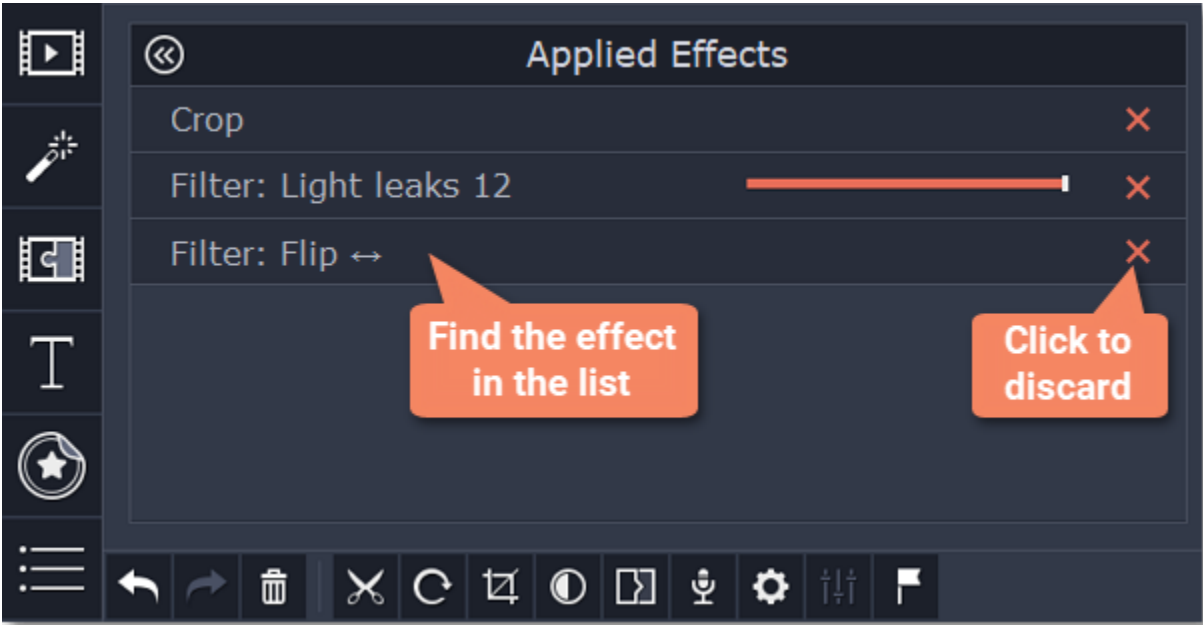 Applied Effects
Crop
Filter: Light leaks 12
Filter: Flip ↔
Find the effect
in the list
Click to
discard